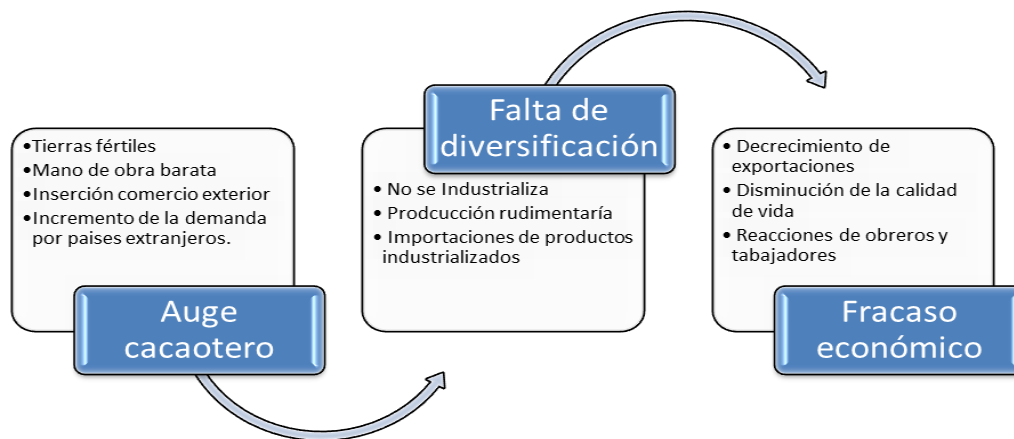 •Tierras fértiles
•Mano de obra barata
•Inserción comercio exterior
•Incremento de la demanda
por paises extranjeros.
Auge
cacaotero
Falta de
diversificación
• No se Industrializa
• Prodcucción rudimentaría
• Importaciones de productos
industrializados
• Decrecimiento de
exportaciones
• Disminución de la calidad
de vida
• Reacciones de obreros y
tabajadores
Fracaso
económico